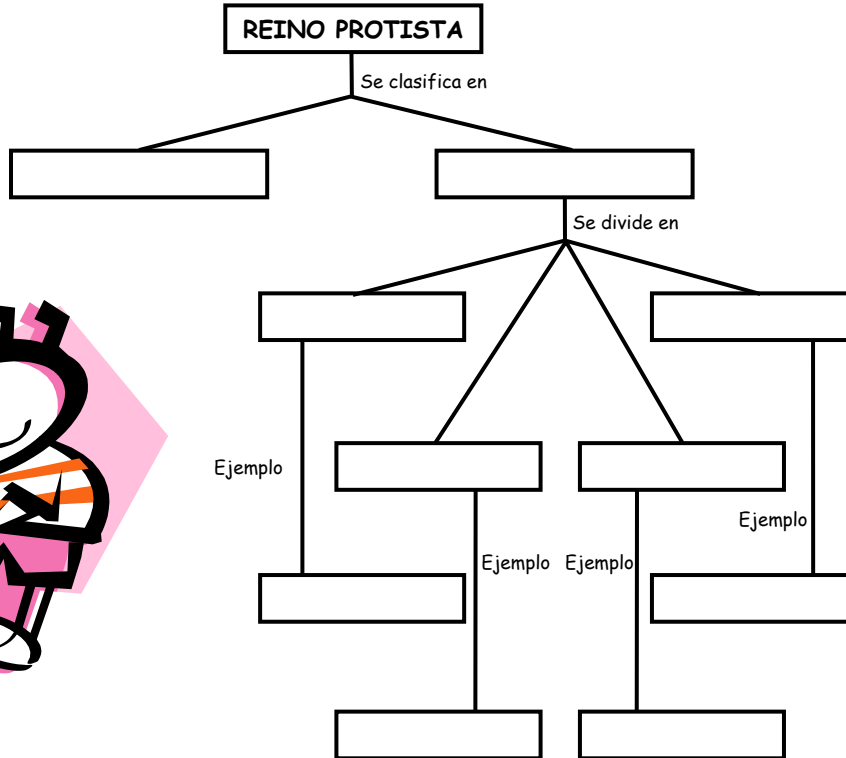 REINO PROTISTA
Se clasifica en
Se divide en
Ejemplo
Ejemplo
Ejemplo
Ejemplo